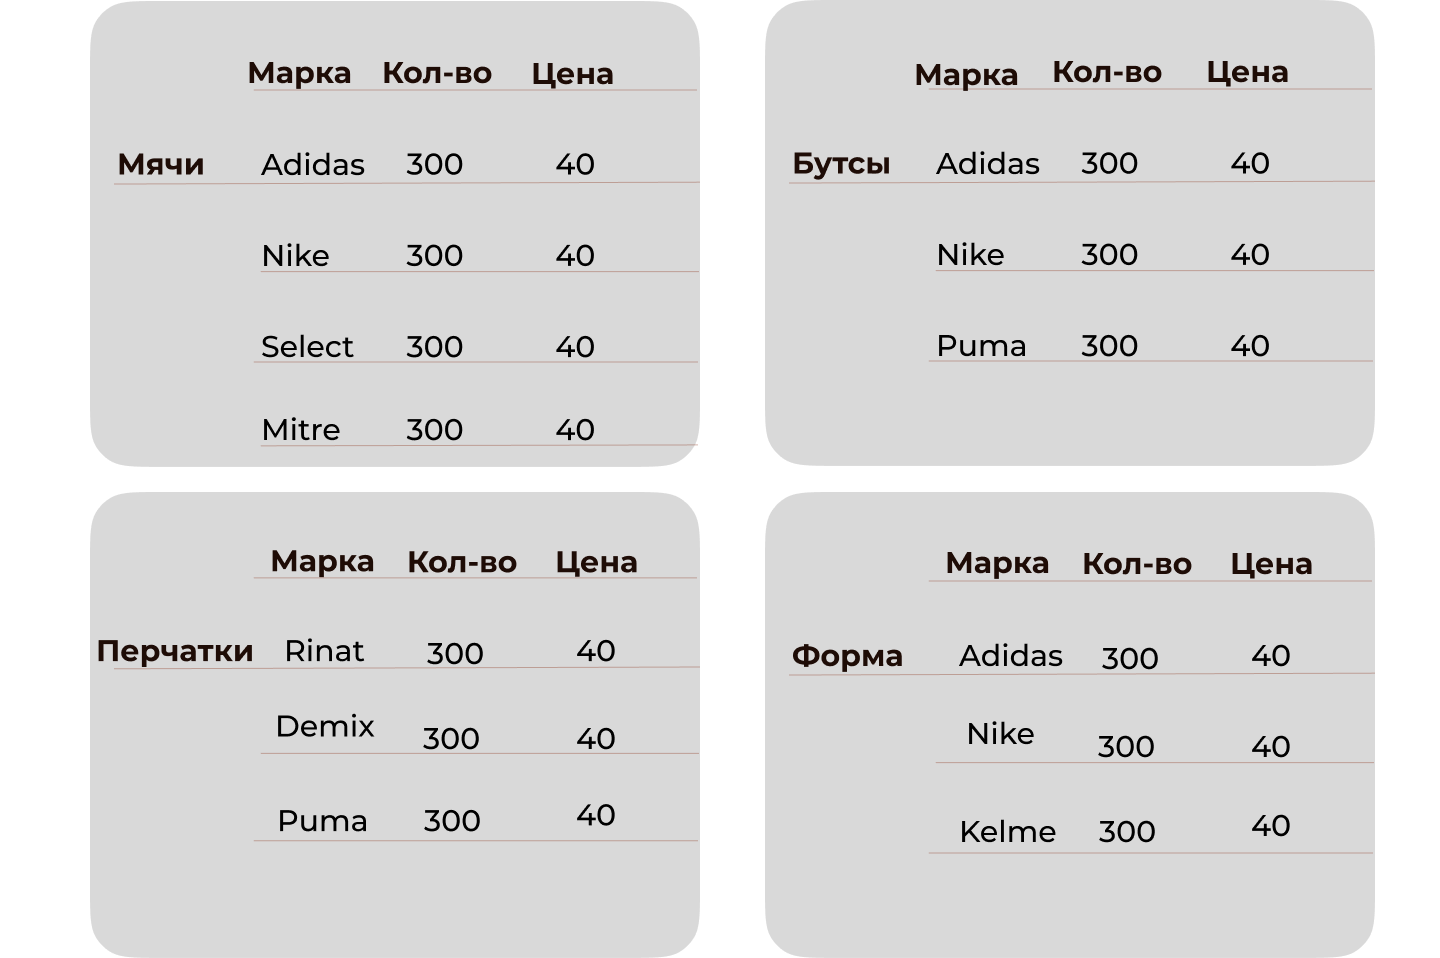 Марка Кол-во Цена
Мячи Adidas 300 40
Nike 300 40
Select 300 40
Mitre 300 40
Марка Кол-во Цена
Бутсы Adidas 300 40
Nike 300 40
Puma 300 40
Марка Кол-во Цена
Перчатки Rinat 300 40
Demix 300 40
Puma 300 40
Марка Кол-во Цена
Форма Adidas 300 40
Nike 300 40
Kelme 300 40